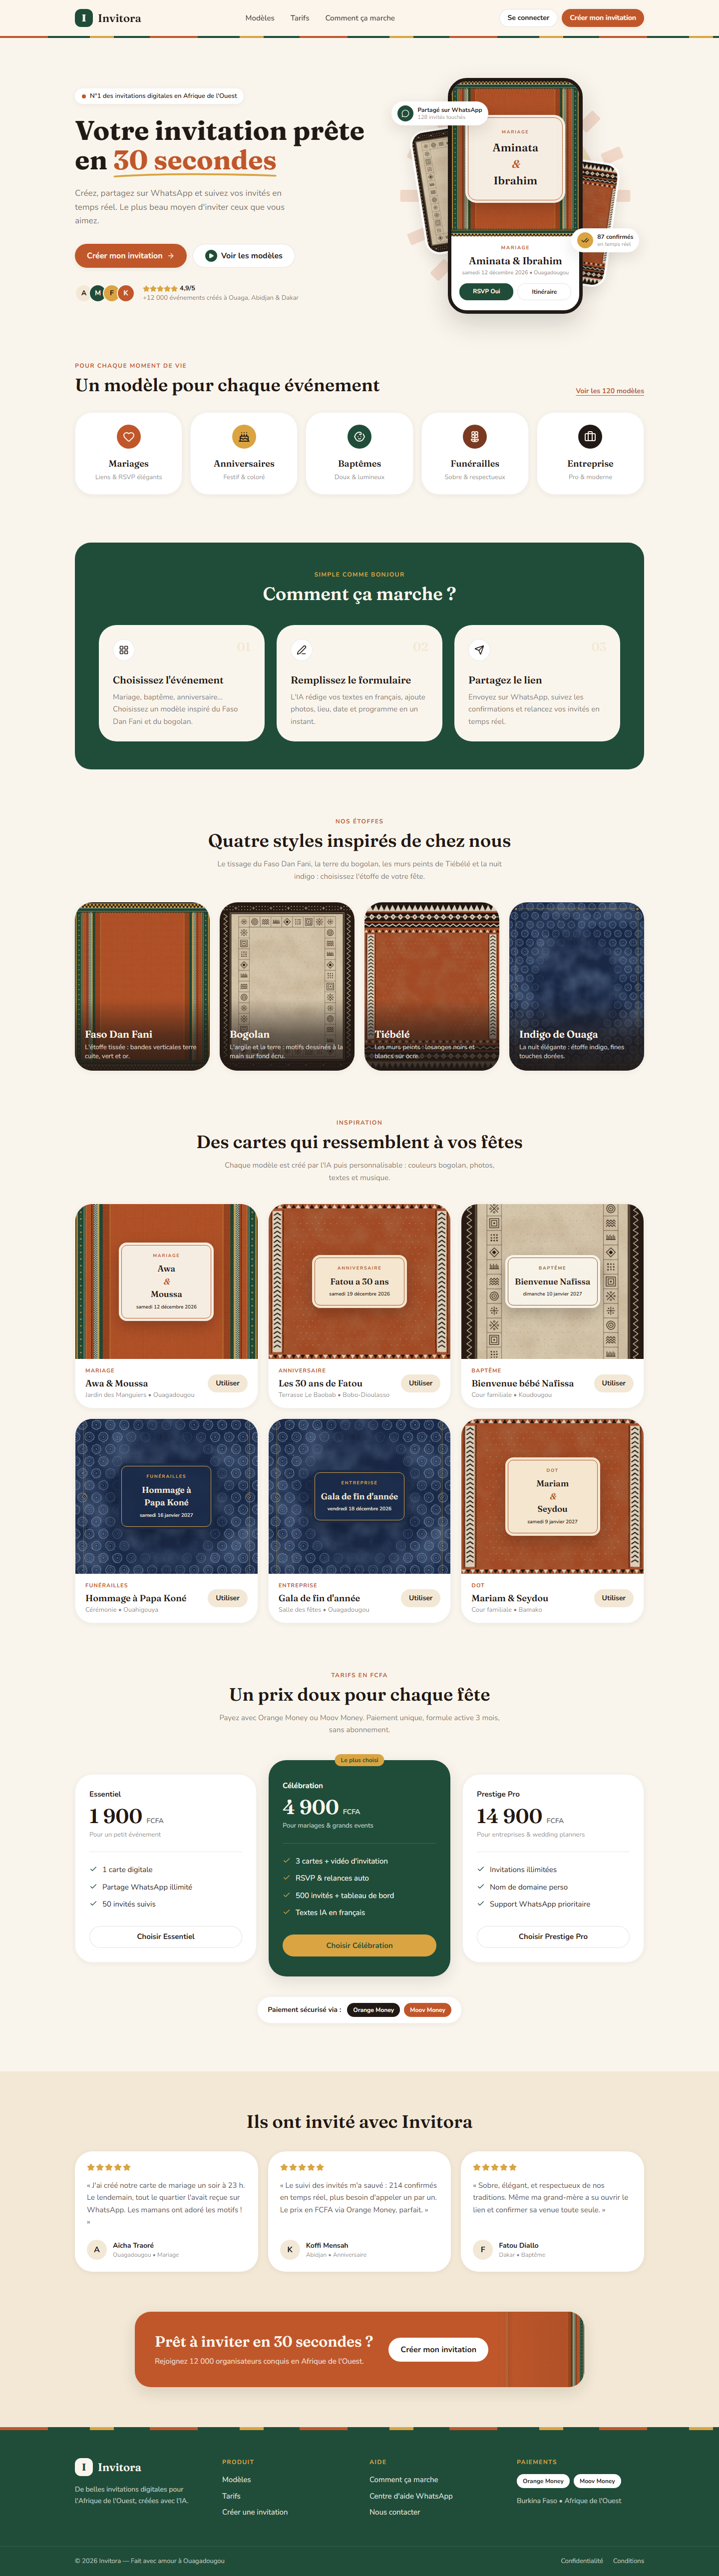 I Invitora
Modèles Tarifs Comment ça marche
Se connecter Créer mon invitation
N°1 des invitations digitales en Afrique de l'Ouest
Votre invitation prête
en 30 secondes
Créez, partagez sur WhatsApp et suivez vos invités en
temps réel. Le plus beau moyen d'inviter ceux que vous
aimez.
Créer mon invitation → Voir les modèles
A M F K
4,9/5
+12 000 événements créés à Ouaga, Abidjan & Dakar
Partagé sur WhatsApp
128 invités touchés
MARIAGE
Aminata
&
Ibrahim
87 confirmés
en temps réel
MARIAGE
Aminata & Ibrahim
samedi 12 décembre 2026 • Ouagadougou
RSVP Oui Itinéraire
POUR CHAQUE MOMENT DE VIE
Un modèle pour chaque événement
Voir les 120 modèles
Mariages
Liens & RSVP élégants
Anniversaires
Festif & coloré
Baptêmes
Doux & lumineux
Funérailles
Sobre & respectueux
Entreprise
Pro & moderne
SIMPLE COMME BONJOUR
Comment ça marche ?
01
Choisissez l'événement
Mariage, baptême, anniversaire...
Choisissez un modèle inspiré du Faso
Dan Fani et du bogolan.
02
Remplissez le formulaire
L'IA rédige vos textes en français, ajoute
photos, lieu, date et programme en un
instant.
03
Partagez le lien
Envoyez sur WhatsApp, suivez les
confirmations et relancez vos invités en
temps réel.
NOS ÉTOFFES
Quatre styles inspirés de chez nous
Le tissage du Faso Dan Fani, la terre du bogolan, les murs peints de Tiébélé et la nuit
indigo : choisissez l'étoffe de votre fête.
Faso Dan Fani
L'étoffe tissée : bandes verticales terre
cuite, vert et or.
Bogolan
L'argile et la terre : motifs dessinés à la
main sur fond écru.
Tiébélé
Les murs peints : losanges noirs et
blancs sur ocre.
Indigo de Ouaga
La nuit élégante : étoffe indigo, fines
touches dorées.
INSPIRATION
Des cartes qui ressemblent à vos fêtes
Chaque modèle est créé par l'IA puis personnalisable : couleurs bogolan, photos,
textes et musique.
MARIAGE
Awa
&
Moussa
samedi 12 décembre 2026
MARIAGE
Awa & Moussa
Jardin des Manguiers • Ouagadougou
Utiliser
ANNIVERSAIRE
Fatou a 30 ans
samedi 19 décembre 2026
ANNIVERSAIRE
Les 30 ans de Fatou
Terrasse Le Baobab • Bobo-Dioulasso
Utiliser
BAPTÊME
Bienvenue Nafissa
dimanche 10 janvier 2027
BAPTÊME
Bienvenue bébé Nafissa
Cour familiale • Koudougou
Utiliser
FUNÉRAILLES
Hommage à
Papa Koné
samedi 16 janvier 2027
FUNÉRAILLES
Hommage à Papa Koné
Cérémonie • Ouahigouya
Utiliser
ENTREPRISE
Gala de fin d'année
vendredi 18 décembre 2026
ENTREPRISE
Gala de fin d'année
Salle des fêtes • Ouagadougou
Utiliser
DOT
Mariam
&
Seydou
samedi 9 janvier 2027
DOT
Mariam & Seydou
Cour familiale • Bamako
Utiliser
TARIFS EN FCFA
Un prix doux pour chaque fête
Payez avec Orange Money ou Moov Money. Paiement unique, formule active 3 mois,
sans abonnement.
Essentiel
1 900 FCFA
Pour un petit événement
1 carte digitale
Partage WhatsApp illimité
50 invités suivis
Choisir Essentiel
Le plus choisi
Célébration
4 900 FCFA
Pour mariages & grands events
3 cartes + vidéo d'invitation
RSVP & relances auto
500 invités + tableau de bord
Textes IA en français
Choisir Célébration
Prestige Pro
14 900 FCFA
Pour entreprises & wedding planners
Invitations illimitées
Nom de domaine perso
Support WhatsApp prioritaire
Choisir Prestige Pro
Paiement sécurisé via : Orange Money Moov Money
Ils ont invité avec Invitora
« J'ai créé notre carte de mariage un soir à 23 h.
Le lendemain, tout le quartier l'avait reçue sur
WhatsApp. Les mamans ont adoré les motifs !
»
A Aïcha Traoré
Ouagadougou • Mariage
« Le suivi des invités m'a sauvé : 214 confirmés
en temps réel, plus besoin d'appeler un par un.
Le prix en FCFA via Orange Money, parfait. »
K Koffi Mensah
Abidjan • Anniversaire
« Sobre, élégant, et respectueux de nos
traditions. Même ma grand-mère a su ouvrir le
lien et confirmer sa venue toute seule. »
F Fatou Diallo
Dakar • Baptême
Prêt à inviter en 30 secondes ?
Rejoignez 12 000 organisateurs conquis en Afrique de l'Ouest.
Créer mon invitation
I Invitora
De belles invitations digitales pour
l'Afrique de l'Ouest, créées avec l'IA.
PRODUIT
Modèles
Tarifs
Créer une invitation
AIDE
Comment ça marche
Centre d'aide WhatsApp
Nous contacter
PAIEMENTS
Orange Money Moov Money
Burkina Faso • Afrique de l'Ouest
© 2026 Invitora — Fait avec amour à Ouagadougou
Confidentialité Conditions